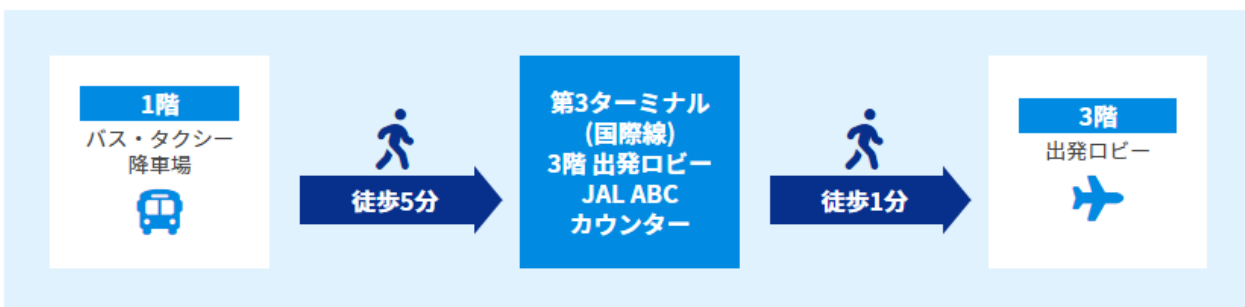 1階
バス・タクシー
降車場
徒歩5分
第3ターミナル
(国際線)
3階 出発ロビー
JAL ABC
カウンター
徒歩1分
3階
出発ロビー